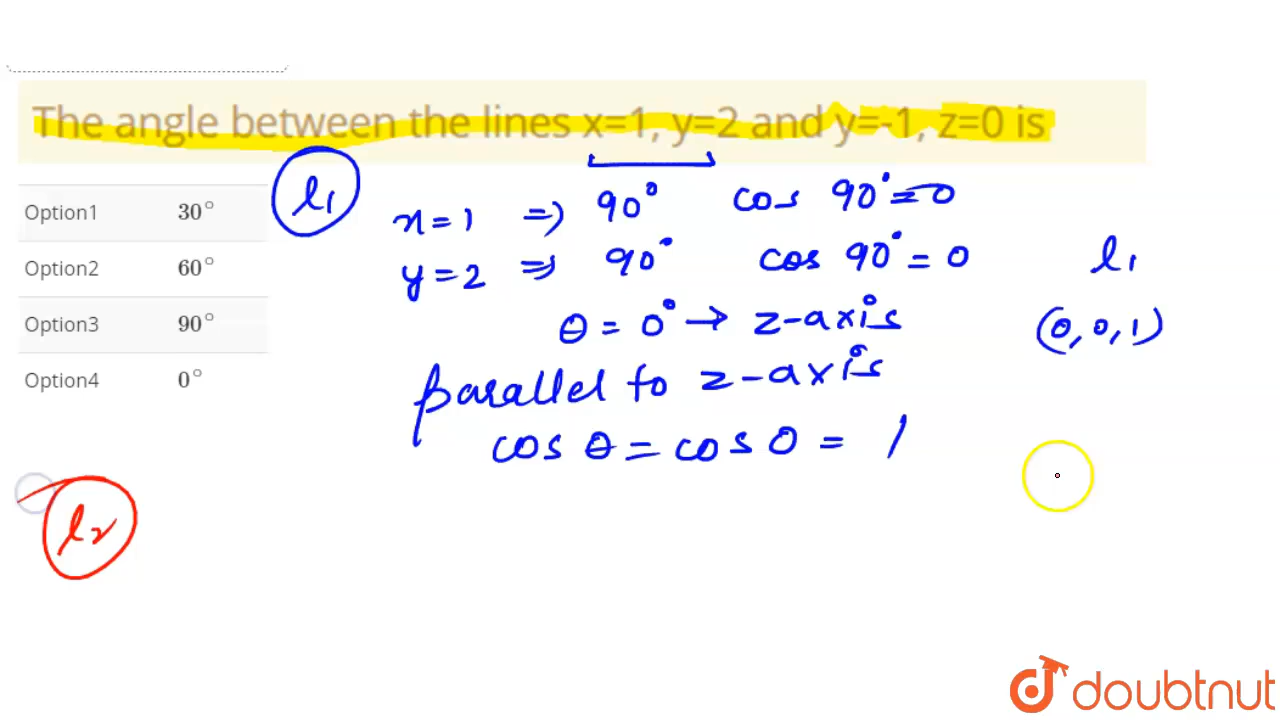 The angle between the lines x=1, y=2 and y=-1, z=0 is
Option1 30°
Option2 60°
Option3 90°
Option4 0°
l₁
x=1 => 90° cos 90°=0
y=2 => 90° cos 90°=0
θ = 0° → z-axis
parallel to z-axis
cos θ = cos 0 = 1
l₁
(0,0,1)
l₂
doubtnut